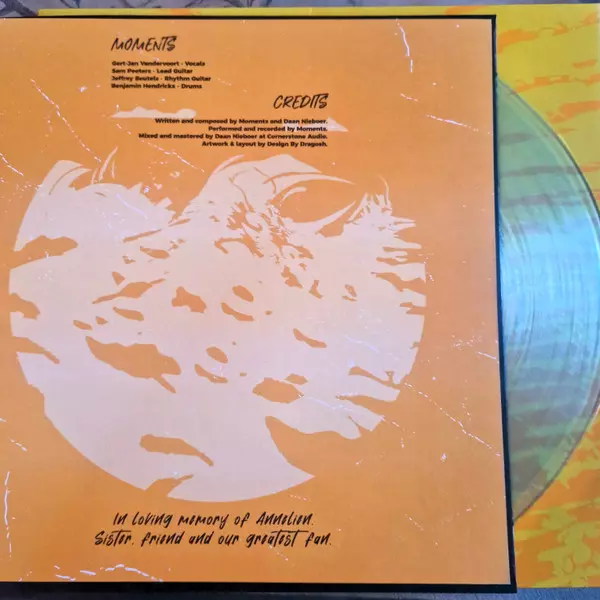 MOMENTS
Gert-Jan Vandervoort - Vocals
Sam Peeters - Lead Guitar
Jeffrey Beutels - Rhythm Guitar
Benjamin Hendrickx - Drums
CREDITS
Written and composed by Moments and Daan Nieboer.
Performed and recorded by Moments.
Mixed and mastered by Daan Nieboer at Cornerstone Audio.
Artwork & layout by Design By Dragosh.
In loving memory of Annelien.
Sister, friend and our greatest fan.